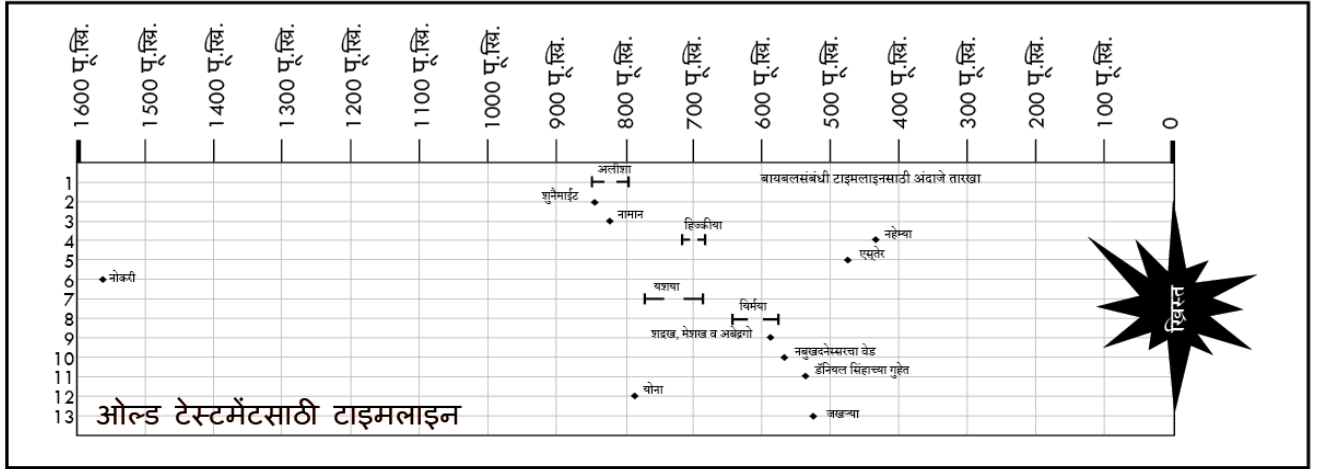 1600 पू.ख्रि.
1500 पू.ख्रि.
1400 पू.ख्रि.
1300 पू.ख्रि.
1200 पू.ख्रि.
1100 पू.ख्रि.
1000 पू.ख्रि.
900 पू.ख्रि.
800 पू.ख्रि.
700 पू.ख्रि.
600 पू.ख्रि.
500 पू.ख्रि.
400 पू.ख्रि.
300 पू.ख्रि.
200 पू.ख्रि.
100 पू.ख्रि.
0
1 अलीशा बायबलसंबंधी टाइमलाइनसाठी अंदाजे तारखा
2 शुनैमाईट
3 नामान
4 हिज्कीया नहेम्या
5 एस्तेर
6 नोकरी
7 यशया
8 यिर्मया
9 शद्रख, मेशख व अबेद्गो
10 नबुखदनेस्सरचा वेड
11 डॅनियल सिंहाच्या गुहेत
12 योना
13 जखऱ्या
ओल्ड टेस्टमेंटसाठी टाइमलाइन
ख्रिस्त